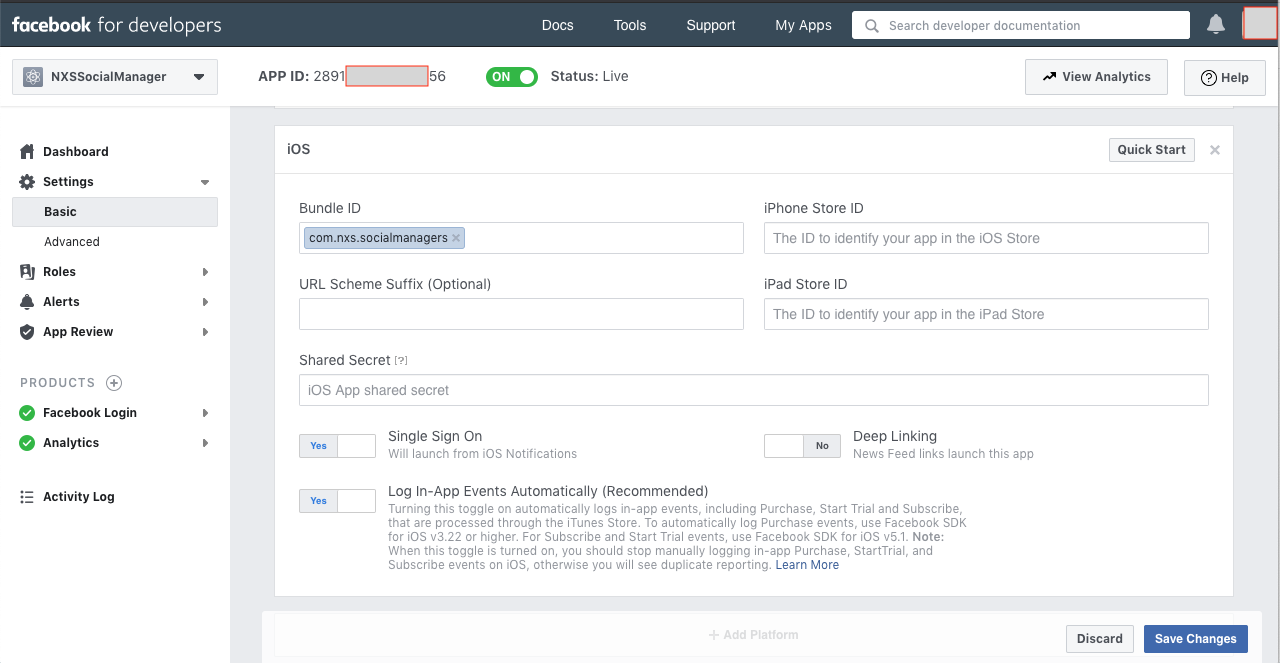 facebook for developers
Docs
Tools
Support
My Apps
Search developer documentation
NXSSocialManager
APP ID: 2891
56
ON
Status: Live
View Analytics
Help
Dashboard
Settings
Basic
Advanced
Roles
Alerts
App Review
PRODUCTS
Facebook Login
Analytics
Activity Log
iOS
Quick Start
Bundle ID
com.nxs.socialmanagers
iPhone Store ID
The ID to identify your app in the iOS Store
URL Scheme Suffix (Optional)
iPad Store ID
The ID to identify your app in the iPad Store
Shared Secret [?]
iOS App shared secret
Yes
Single Sign On
Will launch from iOS Notifications
No
Deep Linking
News Feed links launch this app
Yes
Log In-App Events Automatically (Recommended)
Turning this toggle on automatically logs in-app events, including Purchase, Start Trial and Subscribe,
that are processed through the iTunes Store. To automatically log Purchase events, use Facebook SDK
for iOS v3.22 or higher. For Subscribe and Start Trial events, use Facebook SDK for iOS v5.1. Note:
When this toggle is turned on, you should stop manually logging in-app Purchase, StartTrial, and
Subscribe events on iOS, otherwise you will see duplicate reporting. Learn More
+ Add Platform
Discard
Save Changes